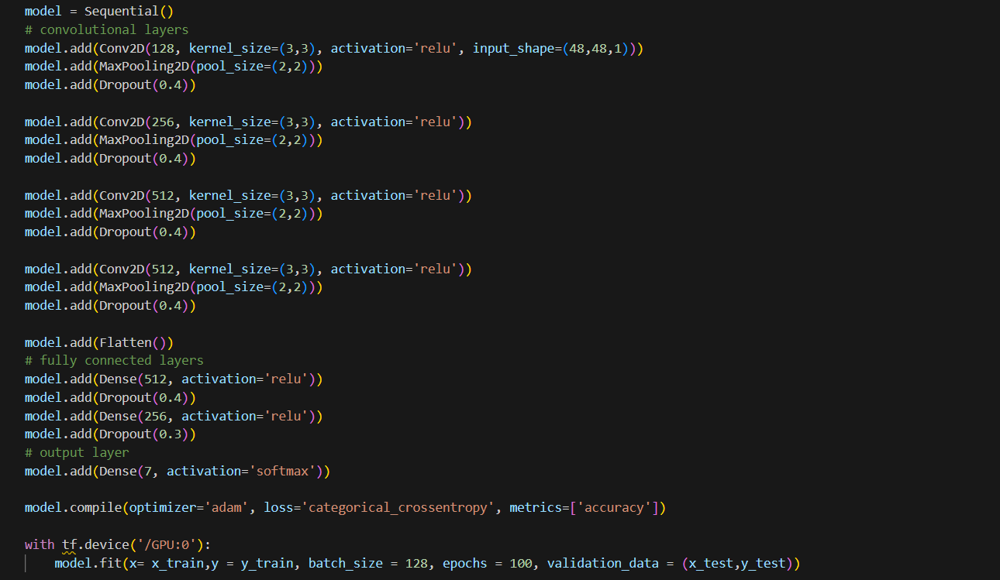 model = Sequential()
# convolutional layers
model.add(Conv2D(128, kernel_size=(3,3), activation='relu', input_shape=(48,48,1)))
model.add(MaxPooling2D(pool_size=(2,2)))
model.add(Dropout(0.4))

model.add(Conv2D(256, kernel_size=(3,3), activation='relu'))
model.add(MaxPooling2D(pool_size=(2,2)))
model.add(Dropout(0.4))

model.add(Conv2D(512, kernel_size=(3,3), activation='relu'))
model.add(MaxPooling2D(pool_size=(2,2)))
model.add(Dropout(0.4))

model.add(Conv2D(512, kernel_size=(3,3), activation='relu'))
model.add(MaxPooling2D(pool_size=(2,2)))
model.add(Dropout(0.4))

model.add(Flatten())
# fully connected layers
model.add(Dense(512, activation='relu'))
model.add(Dropout(0.4))
model.add(Dense(256, activation='relu'))
model.add(Dropout(0.3))
# output layer
model.add(Dense(7, activation='softmax'))

model.compile(optimizer='adam', loss='categorical_crossentropy', metrics=['accuracy'])

with tf.device('/GPU:0'):
    model.fit(x= x_train,y = y_train, batch_size = 128, epochs = 100, validation_data = (x_test,y_test))